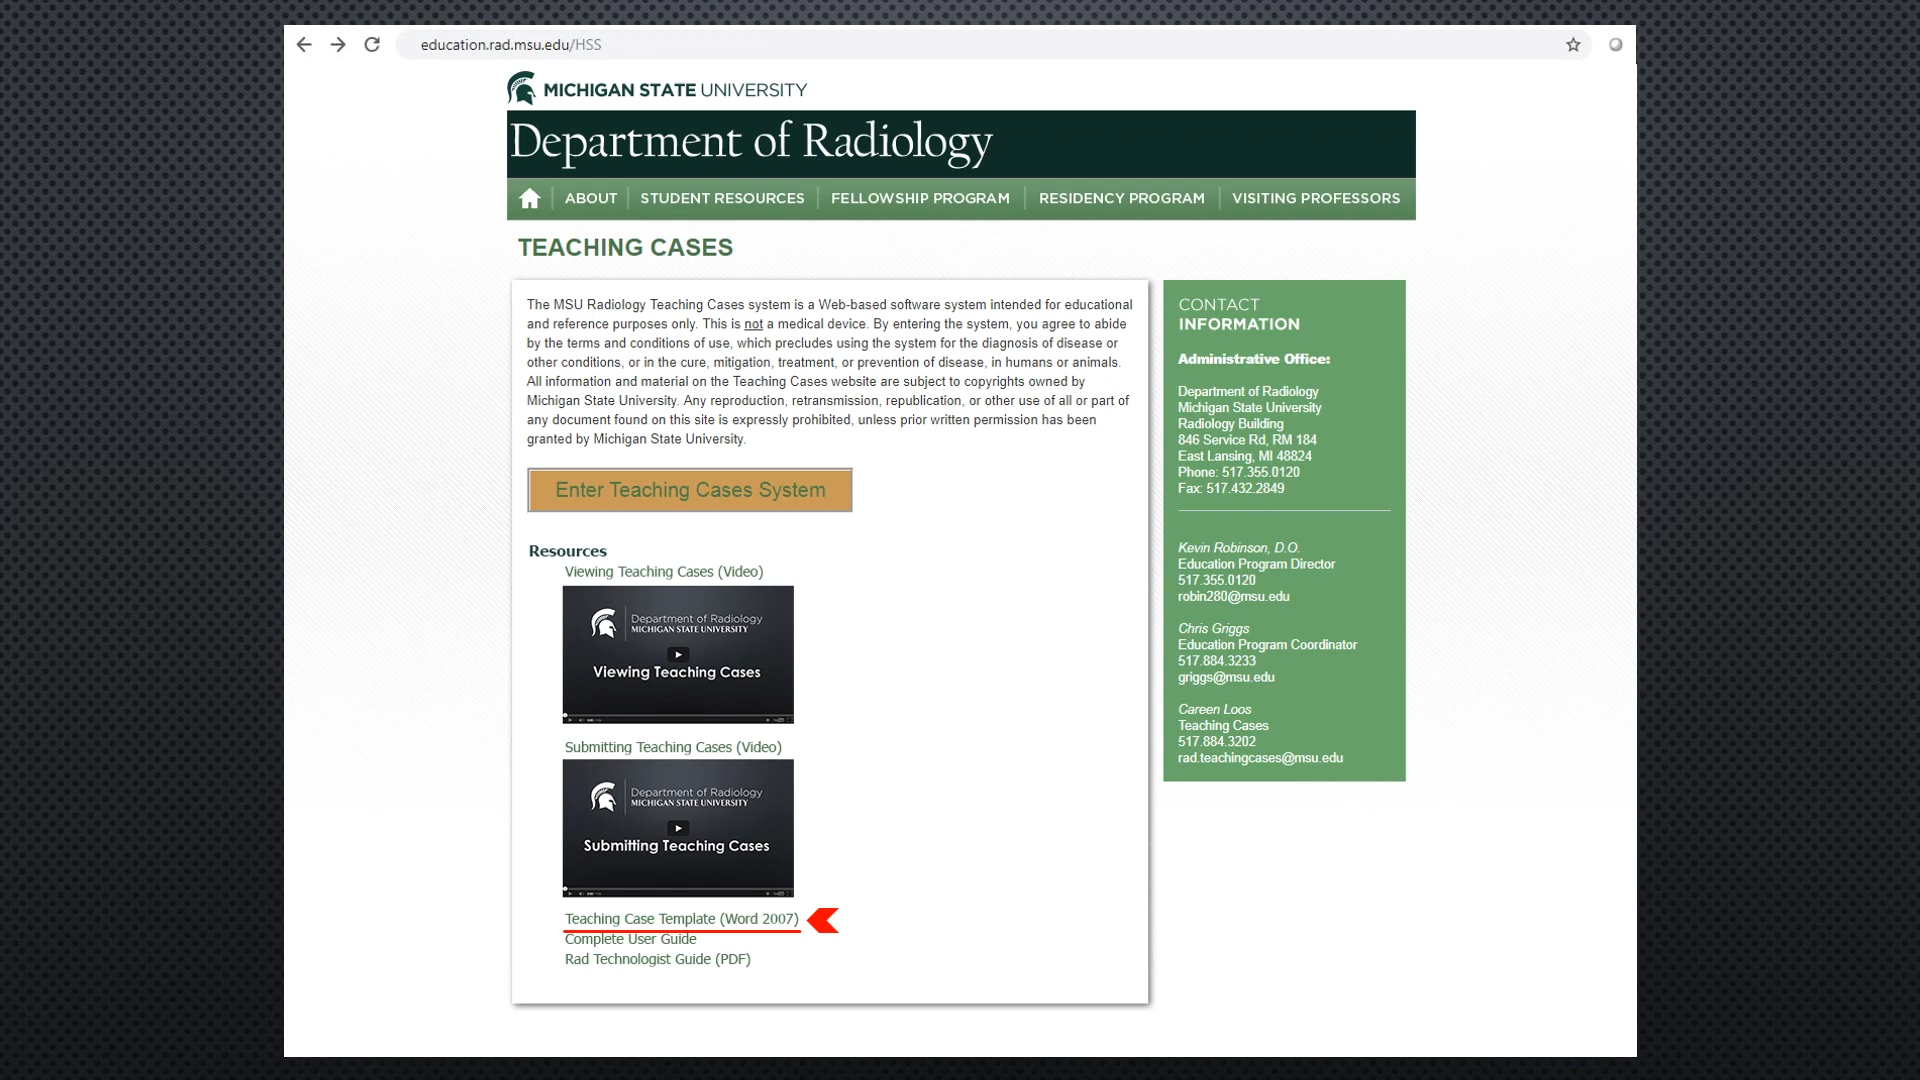 education.rad.msu.edu/HSS
MICHIGAN STATE UNIVERSITY
Department of Radiology
ABOUT
STUDENT RESOURCES
FELLOWSHIP PROGRAM
RESIDENCY PROGRAM
VISITING PROFESSORS
TEACHING CASES
The MSU Radiology Teaching Cases system is a Web-based software system intended for educational
and reference purposes only. This is not a medical device. By entering the system, you agree to abide
by the terms and conditions of use, which precludes using the system for the diagnosis of disease or
other conditions, or in the cure, mitigation, treatment, or prevention of disease, in humans or animals.
All information and material on the Teaching Cases website are subject to copyrights owned by
Michigan State University. Any reproduction, retransmission, republication, or other use of all or part of
any document found on this site is expressly prohibited, unless prior written permission has been
granted by Michigan State University.
Enter Teaching Cases System
Resources
Viewing Teaching Cases (Video)
Department of Radiology
MICHIGAN STATE UNIVERSITY
Viewing Teaching Cases
Submitting Teaching Cases (Video)
Department of Radiology
MICHIGAN STATE UNIVERSITY
Submitting Teaching Cases
Teaching Case Template (Word 2007)
Complete User Guide
Rad Technologist Guide (PDF)
CONTACT
INFORMATION
Administrative Office:
Department of Radiology
Michigan State University
Radiology Building
846 Service Rd, RM 184
East Lansing, MI 48824
Phone: 517.355.0120
Fax: 517.432.2849
Kevin Robinson, D.O.
Education Program Director
517.355.0120
robin280@msu.edu
Chris Griggs
Education Program Coordinator
517.884.3233
griggs@msu.edu
Careen Loos
Teaching Cases
517.884.3202
rad.teachingcases@msu.edu